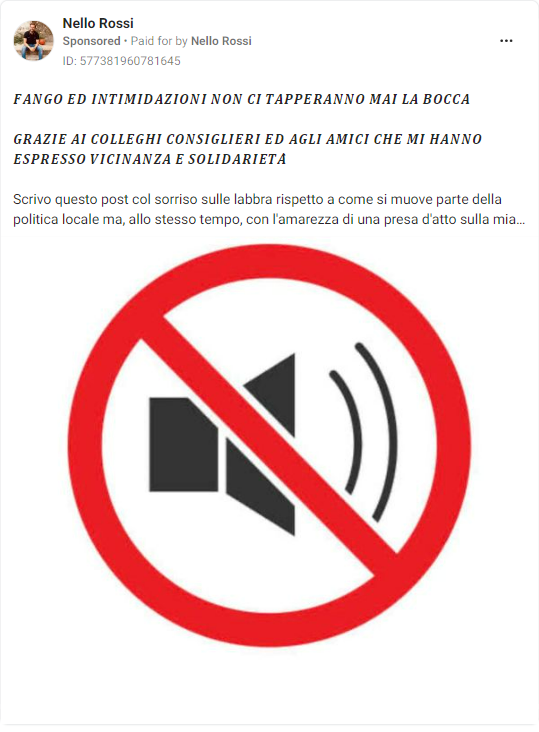 Nello Rossi
Sponsored • Paid for by Nello Rossi
ID: 577381960781645
FANGO ED INTIMIDAZIONI NON CI TAPPERANNO MAI LA BOCCA
GRAZIE AI COLLEGHI CONSIGLIERI ED AGLI AMICI CHE MI HANNO
ESPRESSO VICINANZA E SOLIDARIETÀ
Scrivo questo post col sorriso sulle labbra rispetto a come si muove parte della
politica locale ma, allo stesso tempo, con l'amarezza di una presa d'atto sulla mia...